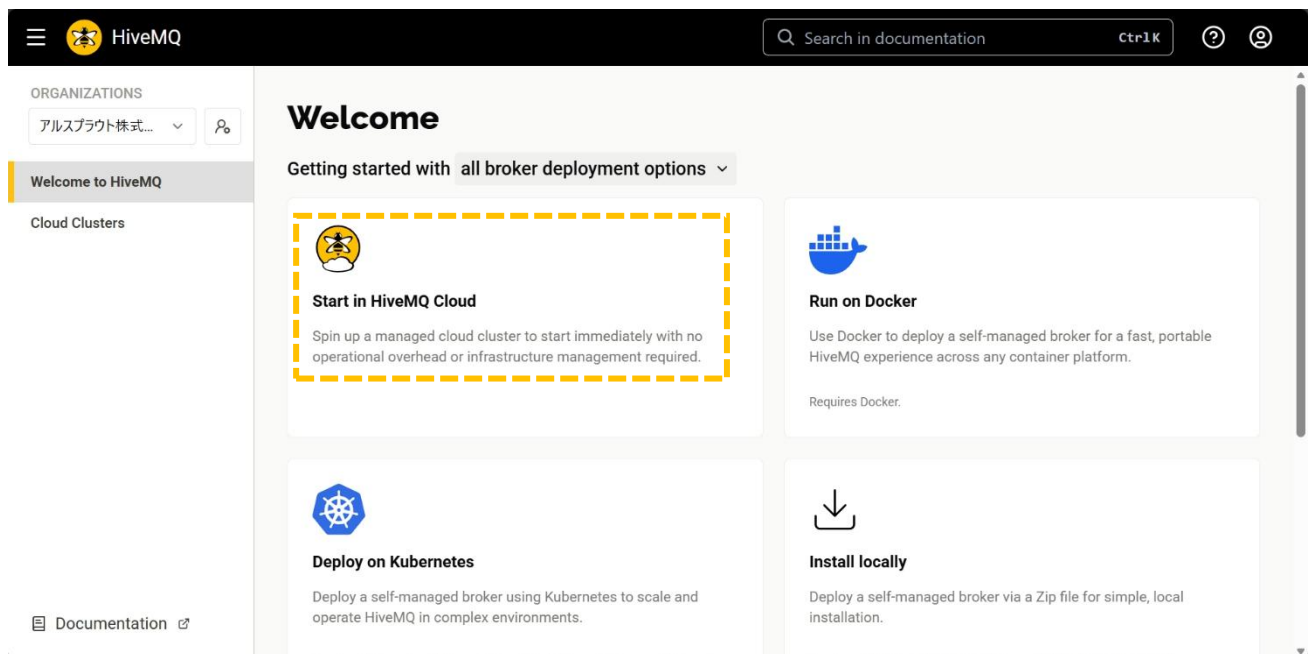 HiveMQ
Search in documentation
Ctrl K
ORGANIZATIONS
アルスプラウト株式...
Welcome to HiveMQ
Cloud Clusters
Documentation
Welcome
Getting started with all broker deployment options
Start in HiveMQ Cloud
Spin up a managed cloud cluster to start immediately with no
operational overhead or infrastructure management required.
Run on Docker
Use Docker to deploy a self-managed broker for a fast, portable
HiveMQ experience across any container platform.
Requires Docker.
Deploy on Kubernetes
Deploy a self-managed broker using Kubernetes to scale and
operate HiveMQ in complex environments.
Install locally
Deploy a self-managed broker via a Zip file for simple, local
installation.